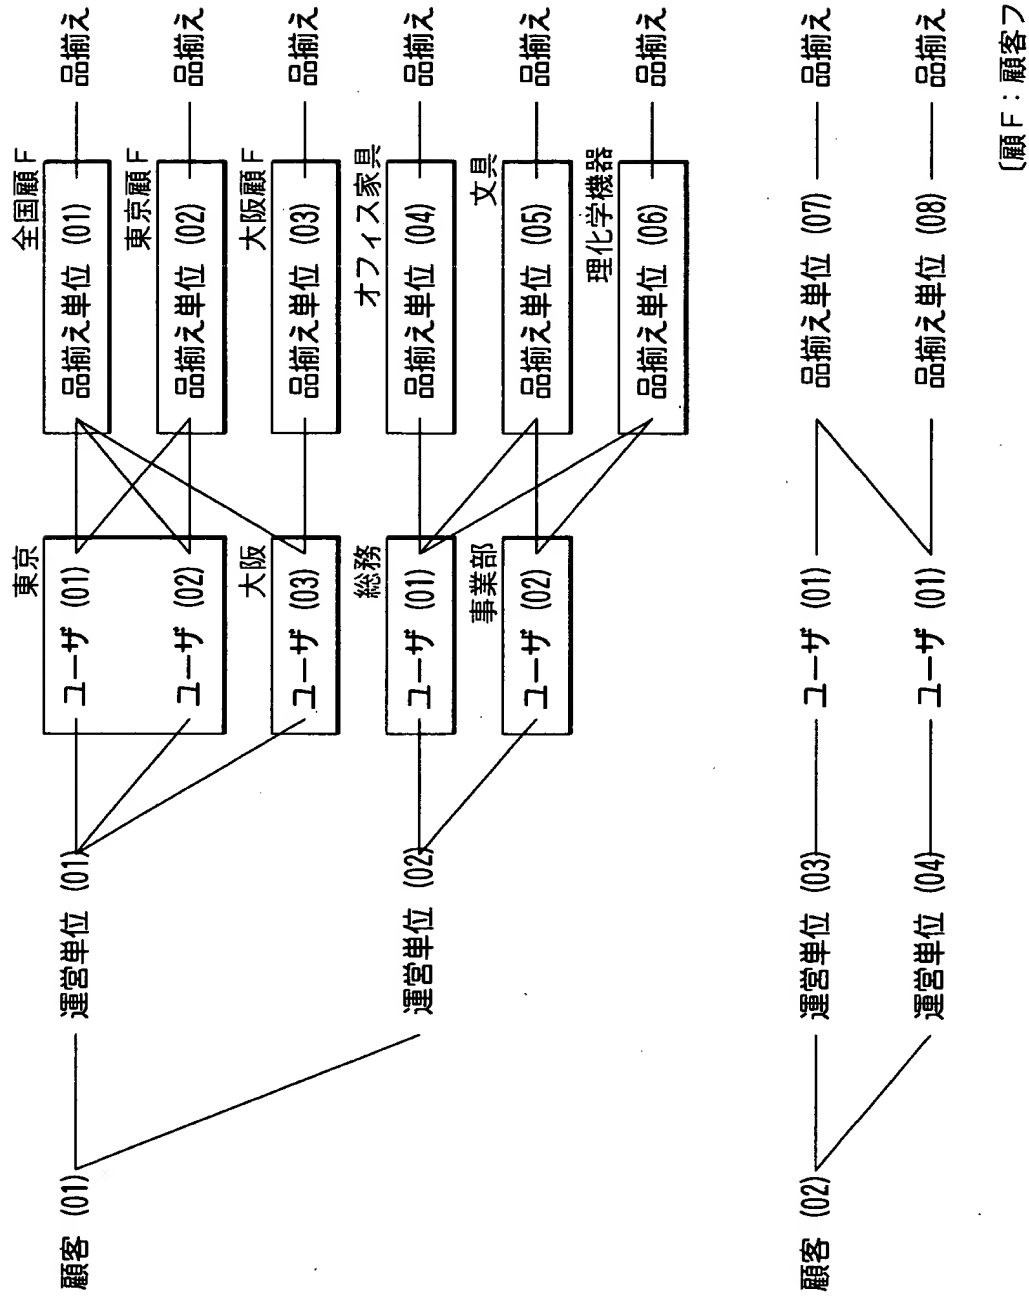 東京
全国顧F
顧客 (01)
運営単位 (01)
ユーザ (01)
品揃え単位 (01)
品揃え
東京顧F
ユーザ (02)
品揃え単位 (02)
品揃え
大阪
大阪顧F
ユーザ (03)
品揃え単位 (03)
品揃え
総務
オフィス家具
運営単位 (02)
ユーザ (01)
品揃え単位 (04)
品揃え
事業部
文具
ユーザ (02)
品揃え単位 (05)
品揃え
理化学機器
品揃え単位 (06)
品揃え
顧客 (02)
運営単位 (03)
ユーザ (01)
品揃え単位 (07)
品揃え
運営単位 (04)
ユーザ (01)
品揃え単位 (08)
品揃え
〔顧F：顧客フ